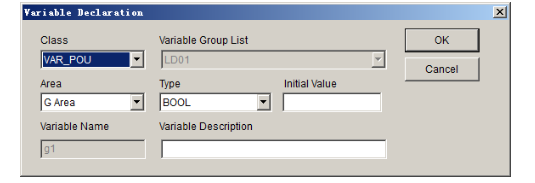 Variable Declaration
Class
Variable Group List
OK
VAR_POU
LD01
Cancel
Area
Type
Initial Value
G Area
BOOL
Variable Name
Variable Description
g1